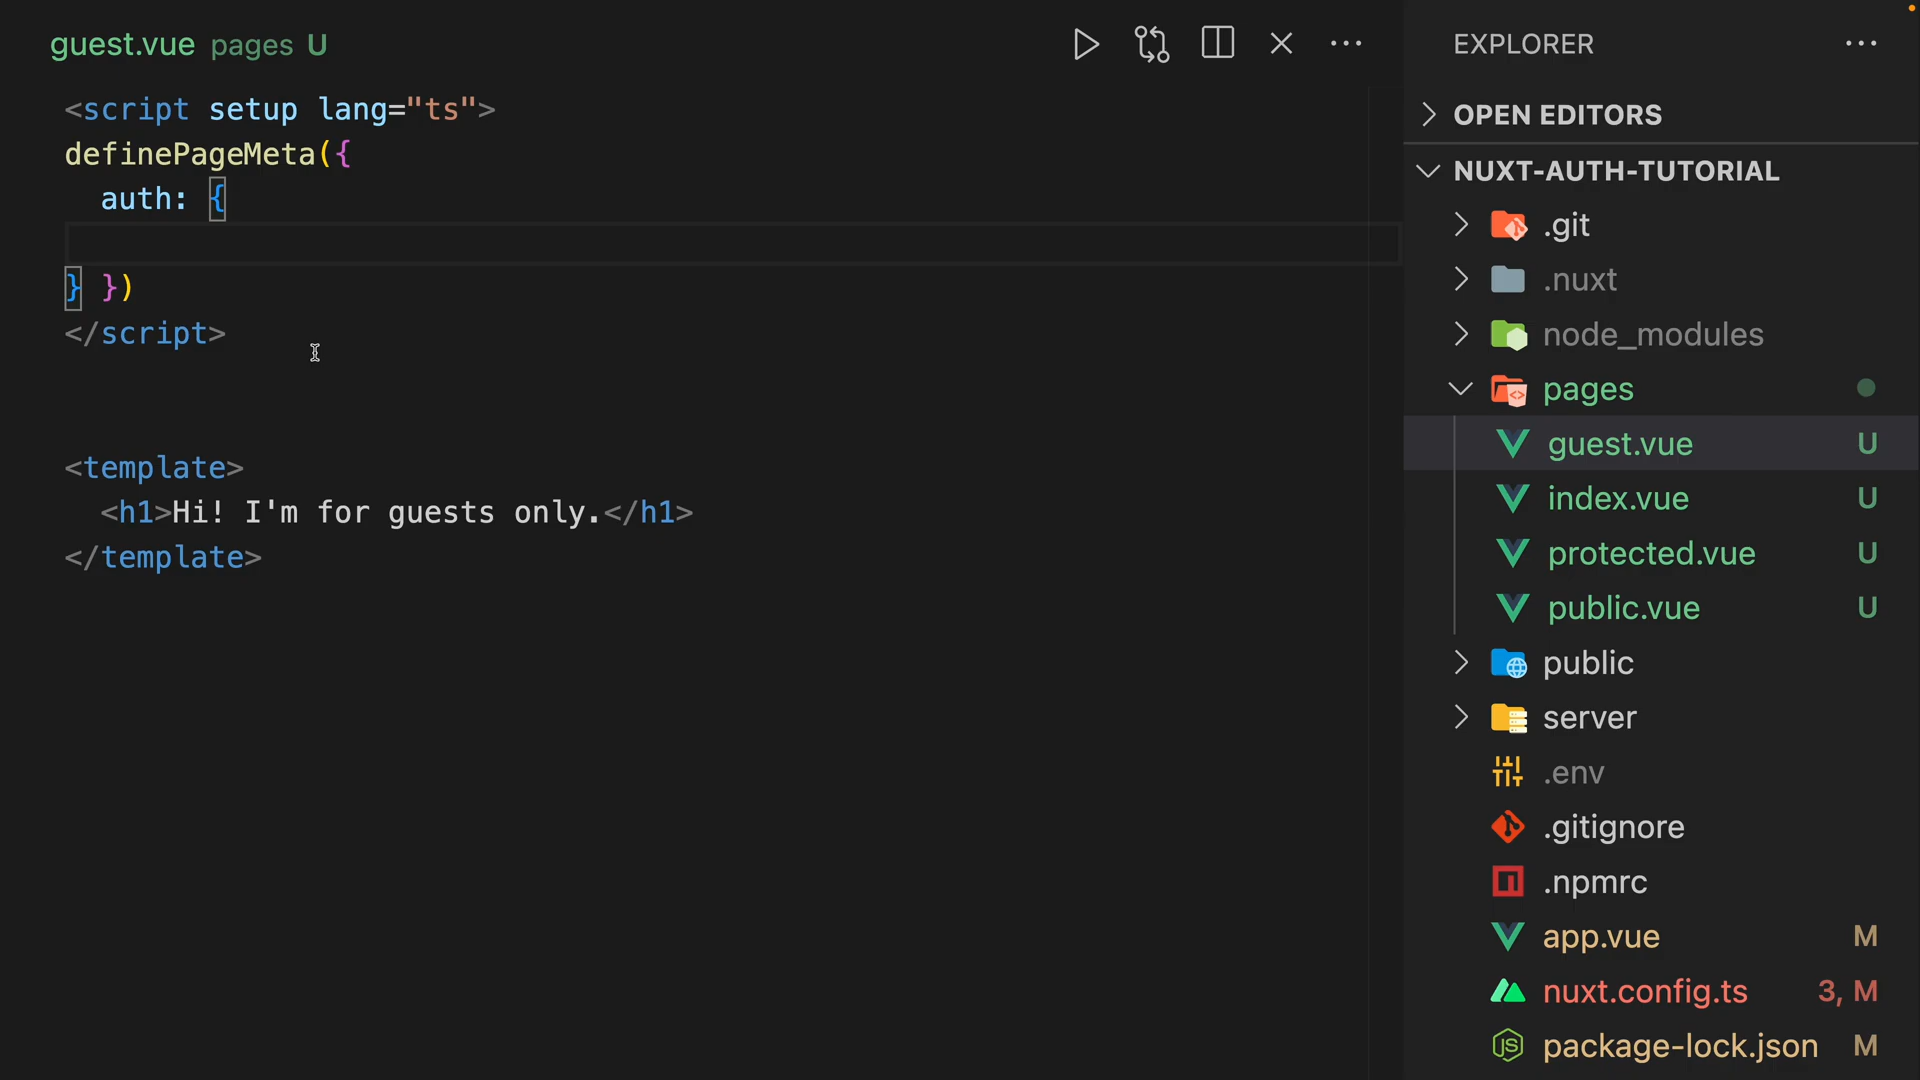 guest.vue pages U
<script setup lang="ts">
definePageMeta({
  auth: {
} })
</script>
<template>
  <h1>Hi! I'm for guests only.</h1>
</template>
EXPLORER
OPEN EDITORS
NUXT-AUTH-TUTORIAL
.git
.nuxt
node_modules
pages
guest.vue U
index.vue U
protected.vue U
public.vue U
public
server
.env
.gitignore
.npmrc
app.vue M
nuxt.config.ts 3, M
package-lock.json M